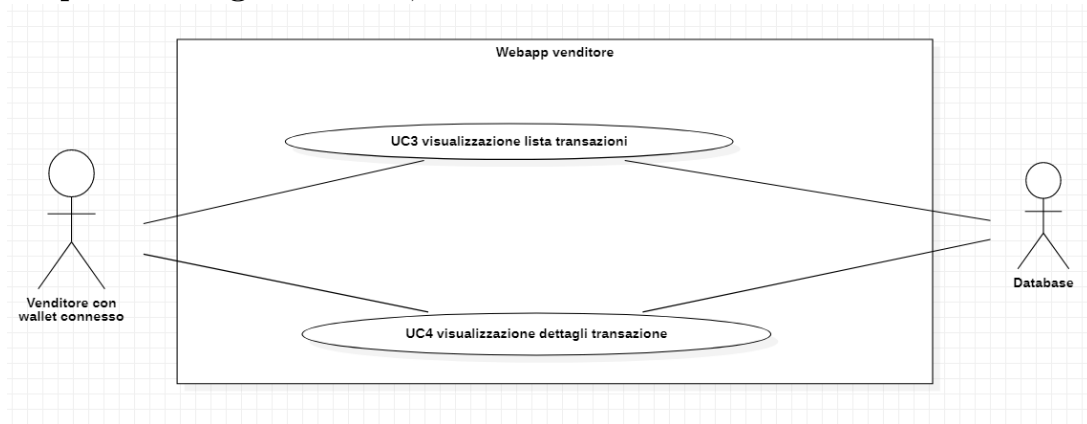 Webapp venditore
UC3 visualizzazione lista transazioni
Venditore con
wallet connesso
Database
UC4 visualizzazione dettagli transazione